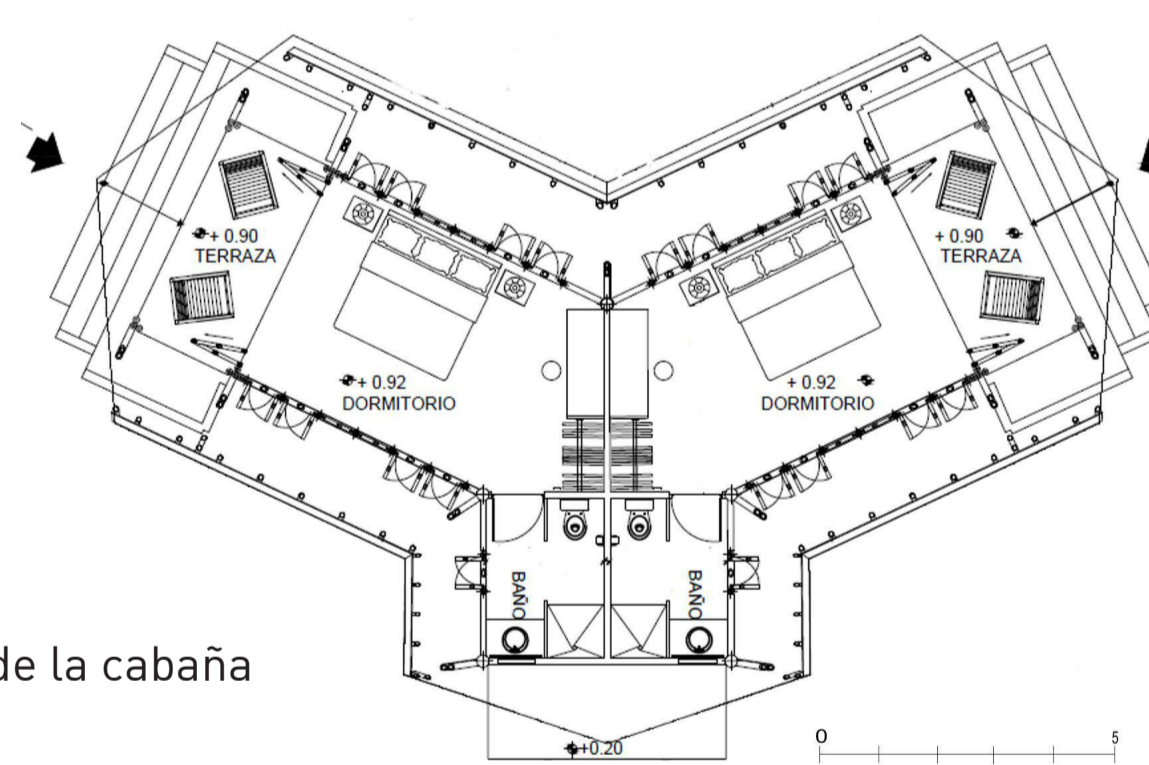 + 0.90
TERRAZA
+ 0.90
TERRAZA
+ 0.92
DORMITORIO
+ 0.92
DORMITORIO
BAÑO
BAÑO
de la cabaña
+0.20
0 5